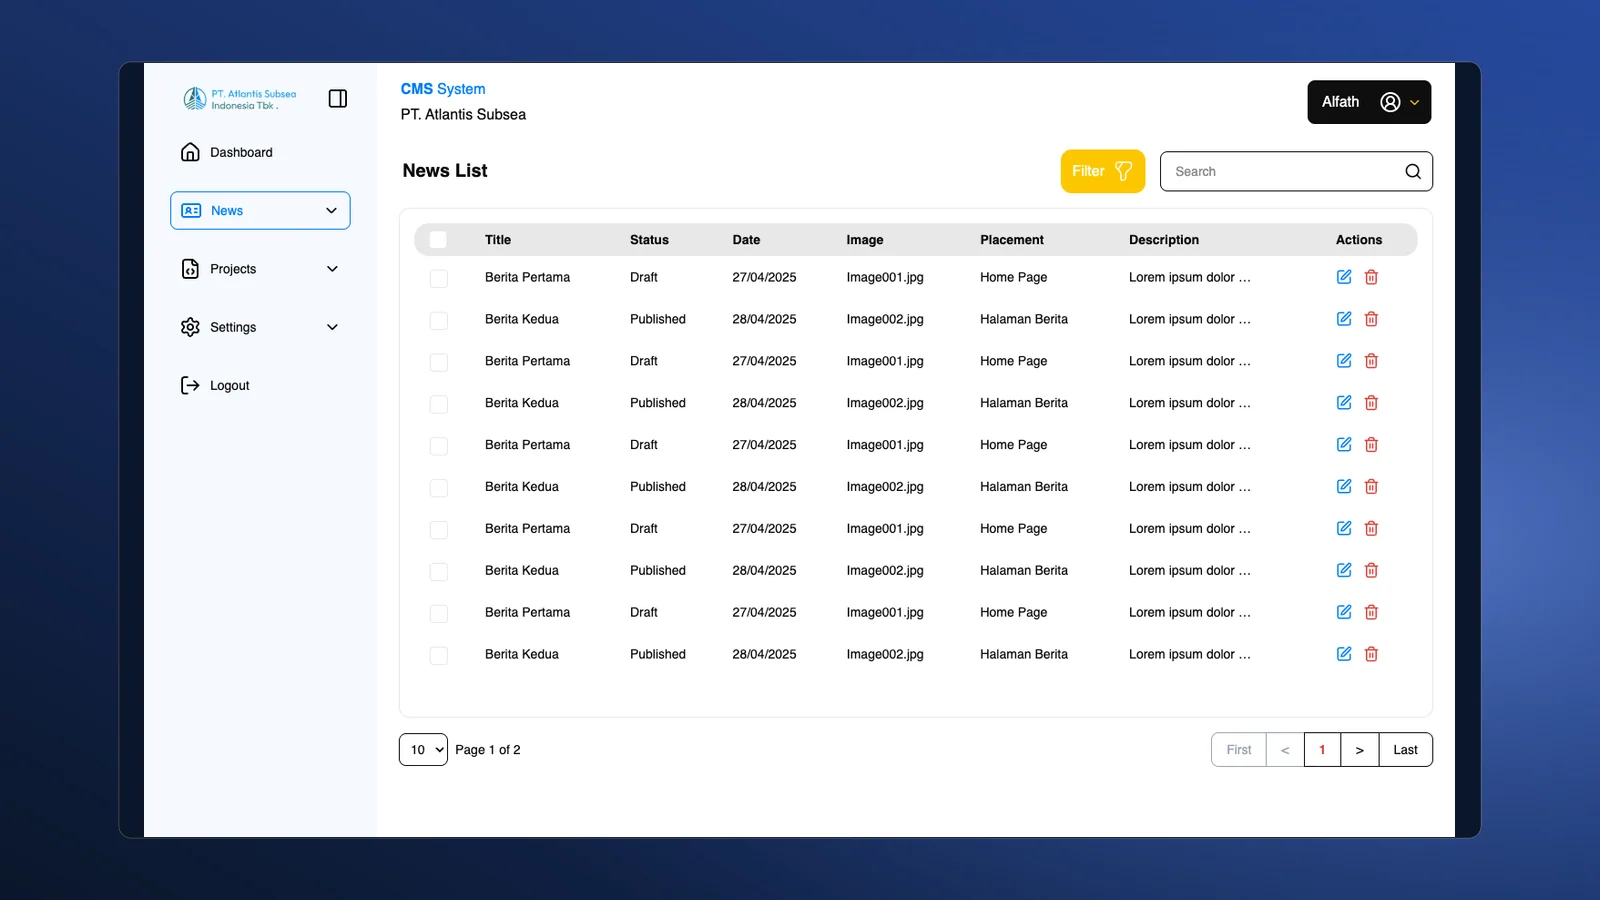 PT. Atlantis Subsea
Indonesia Tbk .
CMS System
PT. Atlantis Subsea
Alfath
Dashboard
News
Projects
Settings
Logout
News List
Filter
Search
Title Status Date Image Placement Description Actions
Berita Pertama Draft 27/04/2025 Image001.jpg Home Page Lorem ipsum dolor ...
Berita Kedua Published 28/04/2025 Image002.jpg Halaman Berita Lorem ipsum dolor ...
Berita Pertama Draft 27/04/2025 Image001.jpg Home Page Lorem ipsum dolor ...
Berita Kedua Published 28/04/2025 Image002.jpg Halaman Berita Lorem ipsum dolor ...
Berita Pertama Draft 27/04/2025 Image001.jpg Home Page Lorem ipsum dolor ...
Berita Kedua Published 28/04/2025 Image002.jpg Halaman Berita Lorem ipsum dolor ...
Berita Pertama Draft 27/04/2025 Image001.jpg Home Page Lorem ipsum dolor ...
Berita Kedua Published 28/04/2025 Image002.jpg Halaman Berita Lorem ipsum dolor ...
Berita Pertama Draft 27/04/2025 Image001.jpg Home Page Lorem ipsum dolor ...
Berita Kedua Published 28/04/2025 Image002.jpg Halaman Berita Lorem ipsum dolor ...
10 Page 1 of 2
First < 1 > Last